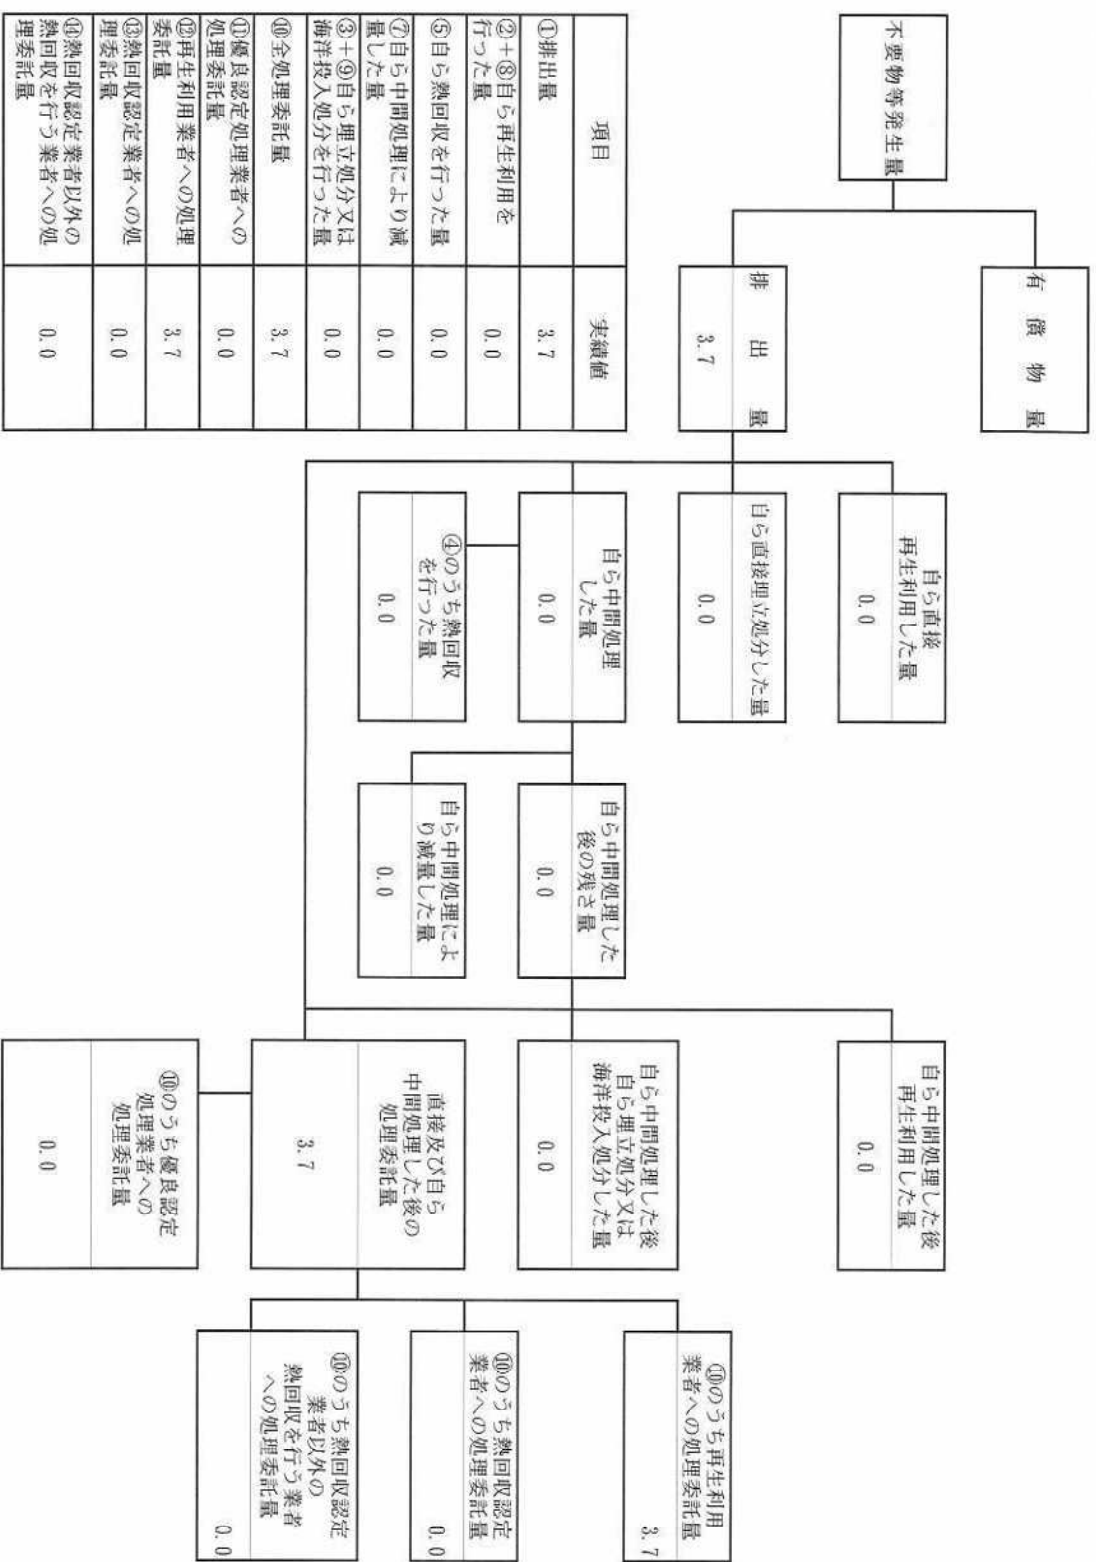 有償物量
不要物等発生量
排出量
3.7
自ら直接
再生利用した量
0.0
自ら直接埋立処分した量
0.0
自ら中間処理
した量
0.0
④のうち熱回収
を行った量
0.0
自ら中間処理した
後の残さ量
0.0
自ら中間処理によ
り減量した量
0.0
自ら中間処理した後
再生利用した量
0.0
自ら中間処理した後
自ら埋立処分又は
海洋投入処分した量
0.0
直接及び自ら
中間処理した後の
処理委託量
3.7
⑩のうち優良認定
処理業者への
処理委託量
0.0
⑩のうち再生利用
業者への処理委託量
3.7
⑩のうち熱回収認定
業者への処理委託量
0.0
⑩のうち熱回収認定
業者以外の
熱回収を行う業者
への処理委託量
0.0
項目 実績値
①排出量 3.7
②+⑧自ら再生利用を
行った量 0.0
⑤自ら熱回収を行った量 0.0
⑦自ら中間処理により減
量した量 0.0
③+⑨自ら埋立処分又は
海洋投入処分を行った量 0.0
⑩全処理委託量 3.7
⑪優良認定処理業者への
処理委託量 0.0
⑫再生利用業者への処理
委託量 3.7
⑬熱回収認定業者への処
理委託量 0.0
⑭熱回収認定業者以外の
熱回収を行う業者への処
理委託量 0.0